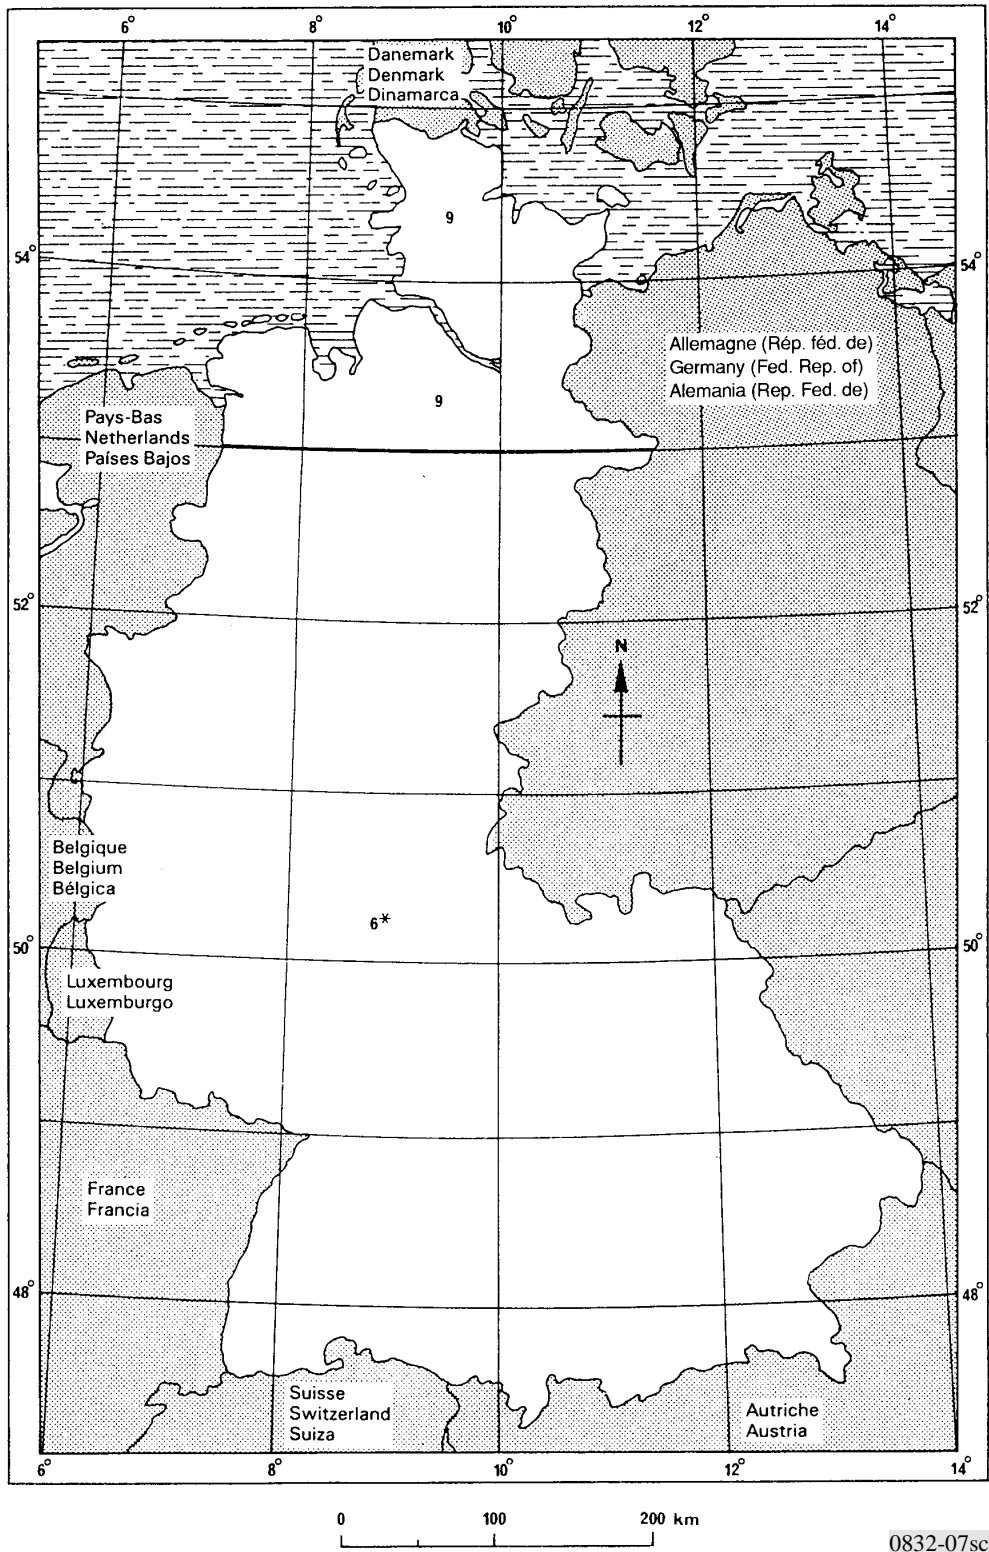 6° 8° 10° 12° 14°
Danemark
Denmark
Dinamarca
9
54° 54°
Allemagne (Rép. féd. de)
Germany (Fed. Rep. of)
Alemania (Rep. Fed. de)
9
Pays-Bas
Netherlands
Países Bajos
52° 52°
N
Belgique
Belgium
Bélgica
6*
50° 50°
Luxembourg
Luxemburgo
France
Francia
48° 48°
Suisse
Switzerland
Suiza
Autriche
Austria
6° 8° 10° 12° 14°
0 100 200 km
0832-07sc